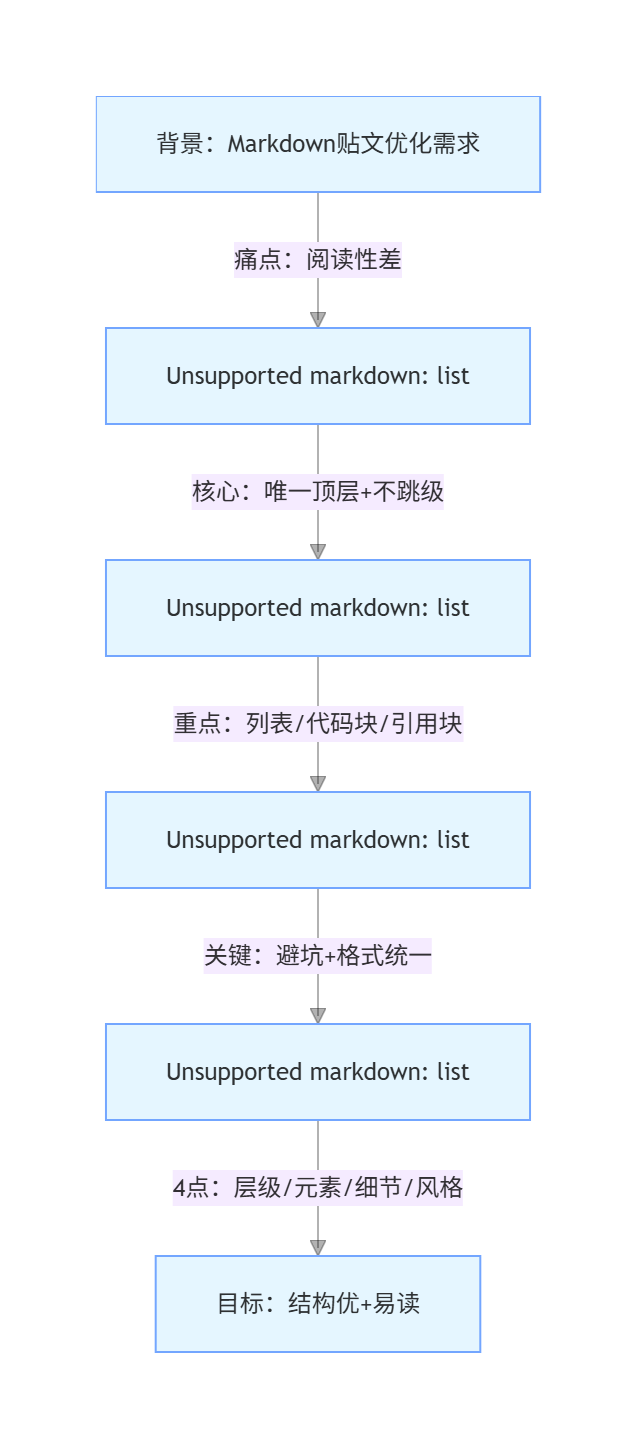 背景：Markdown贴文优化需求
痛点：阅读性差
Unsupported markdown: list
核心：唯一顶层+不跳级
Unsupported markdown: list
重点：列表/代码块/引用块
Unsupported markdown: list
关键：避坑+格式统一
Unsupported markdown: list
4点：层级/元素/细节/风格
目标：结构优+易读